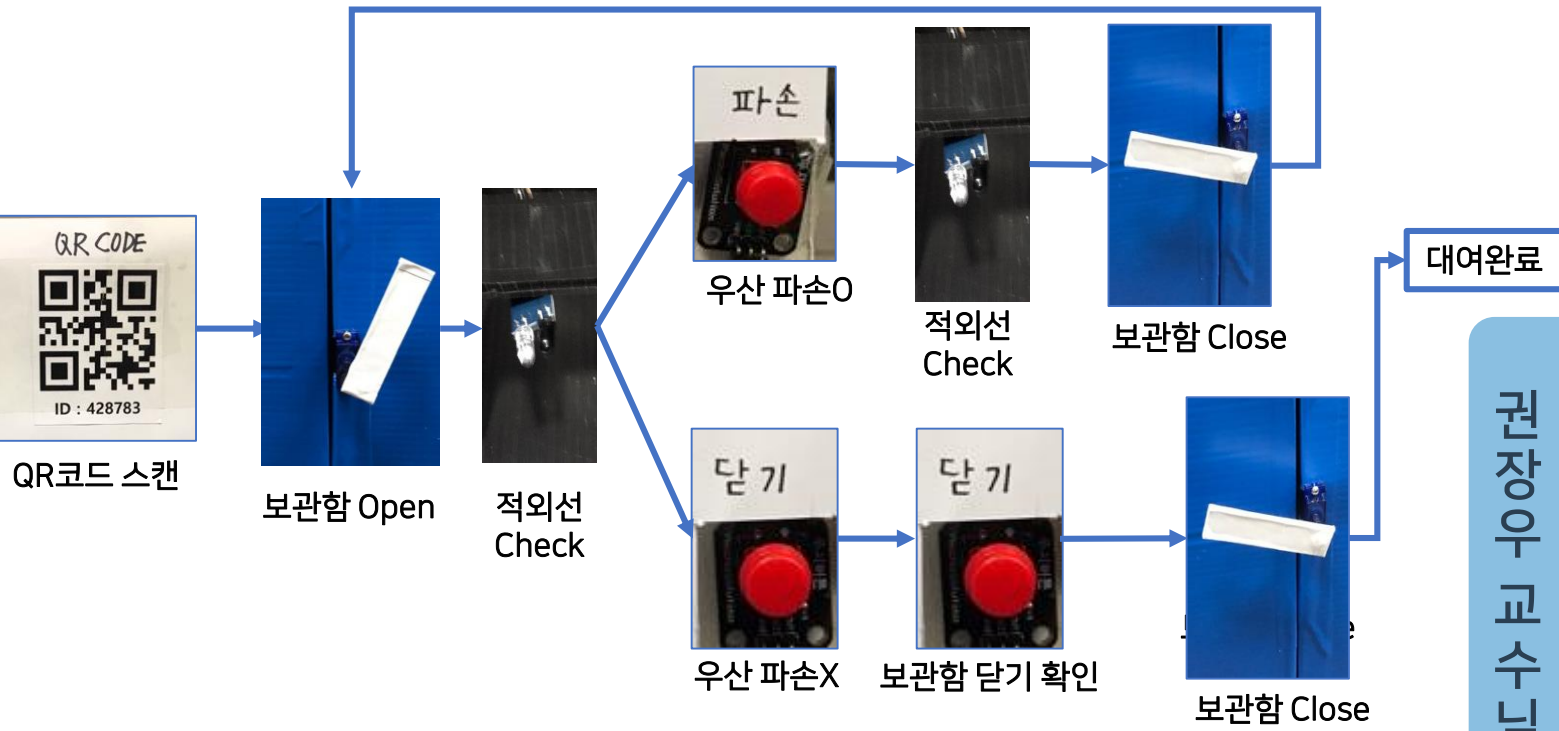 QR CODE
ID : 428783
QR코드 스캔
보관함 Open
적외선
Check
파손
우산 파손O
적외선
Check
보관함 Close
대여완료
닫기
우산 파손X
닫기
보관함 닫기 확인
보관함 Close
권장우 교수님